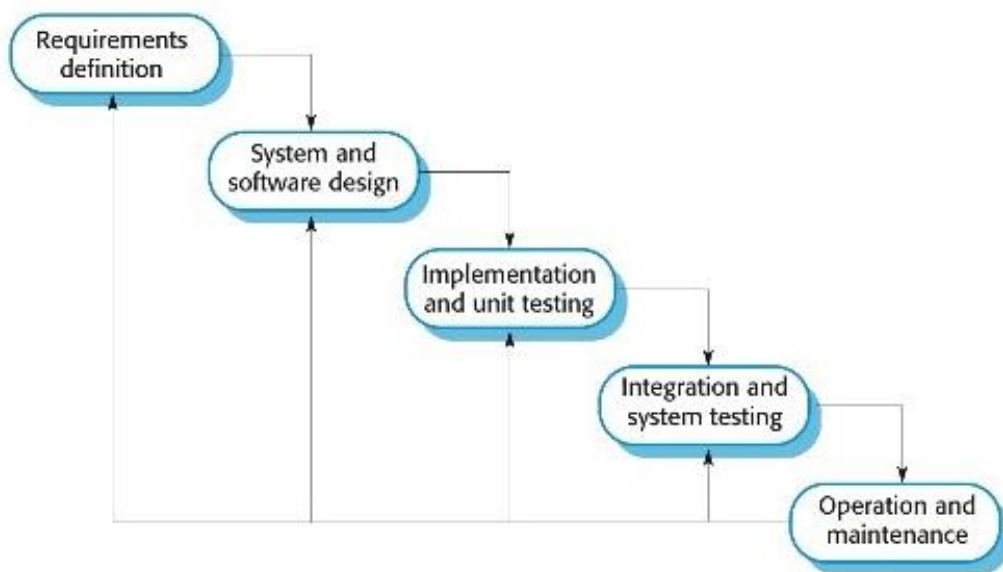 Requirements
definition
System and
software design
Implementation
and unit testing
Integration and
system testing
Operation and
maintenance